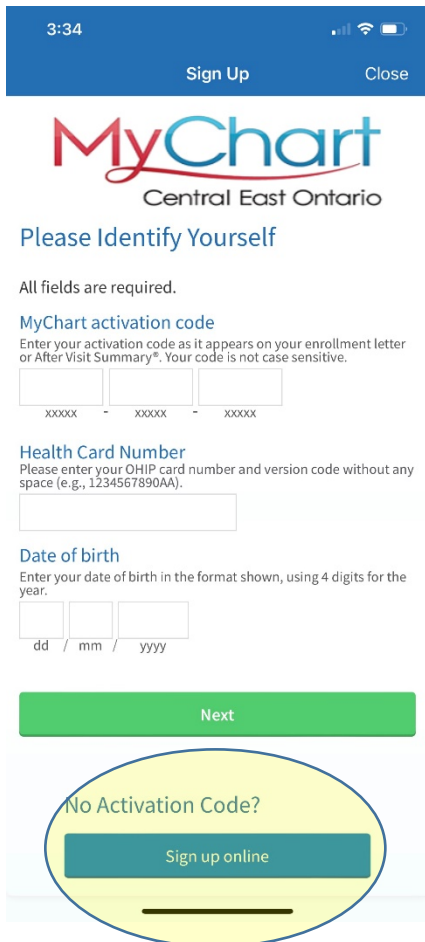 3:34
Sign Up
Close
MyChart
Central East Ontario
Please Identify Yourself
All fields are required.
MyChart activation code
Enter your activation code as it appears on your enrollment letter
or After Visit Summary®. Your code is not case sensitive.
xxxxx - xxxxx - xxxxx
Health Card Number
Please enter your OHIP card number and version code without any
space (e.g., 1234567890AA).
Date of birth
Enter your date of birth in the format shown, using 4 digits for the
year.
dd / mm / yyyy
Next
No Activation Code?
Sign up online